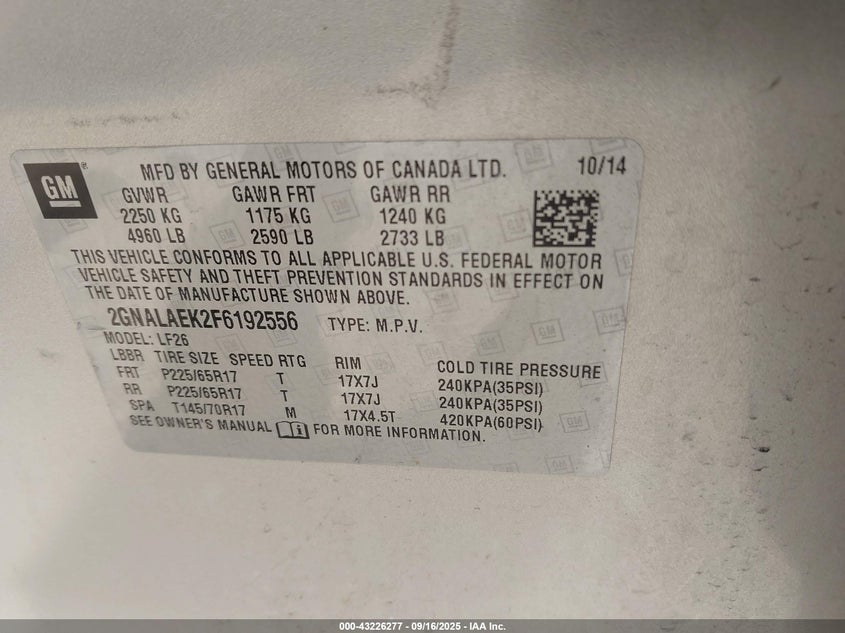 GM
MFD BY GENERAL MOTORS OF CANADA LTD. 10/14
GVWR GAWR FRT GAWR RR
2250 KG 1175 KG 1240 KG
4960 LB 2590 LB 2733 LB
THIS VEHICLE CONFORMS TO ALL APPLICABLE U.S. FEDERAL MOTOR
VEHICLE SAFETY AND THEFT PREVENTION STANDARDS IN EFFECT ON
THE DATE OF MANUFACTURE SHOWN ABOVE.
2GNALAEK2F6192556 TYPE: M.P.V.
MODEL: LF26
LBBR TIRE SIZE SPEED RTG RIM COLD TIRE PRESSURE
FRT P225/65R17 T 17X7J 240KPA(35PSI)
RR P225/65R17 T 17X7J 240KPA(35PSI)
SPA T145/70R17 M 17X4.5T 420KPA(60PSI)
SEE OWNER'S MANUAL i FOR MORE INFORMATION.
000-43226277 - 09/16/2025 - IAA Inc.